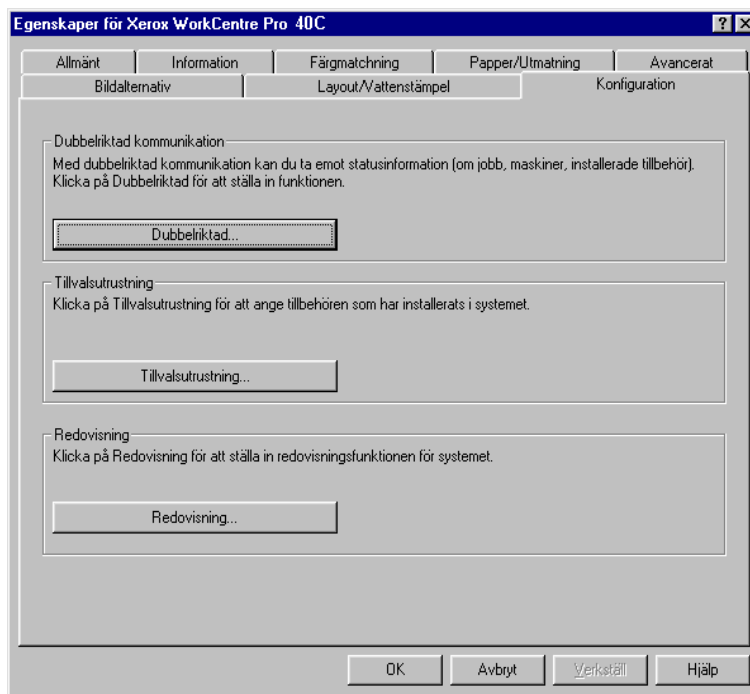 Egenskaper för Xerox WorkCentre Pro 40C
Allmänt Information Färgmatchning Papper/Utmatning Avancerat
Bildalternativ Layout/Vattenstämpel Konfiguration
Dubbelriktad kommunikation
Med dubbelriktad kommunikation kan du ta emot statusinformation (om jobb, maskiner, installerade tillbehör).
Klicka på Dubbelriktad för att ställa in funktionen.
Dubbelriktad...
Tillvalsutrustning
Klicka på Tillvalsutrustning för att ange tillbehören som har installerats i systemet.
Tillvalsutrustning...
Redovisning
Klicka på Redovisning för att ställa in redovisningsfunktionen för systemet.
Redovisning...
OK Avbryt Verkställ Hjälp